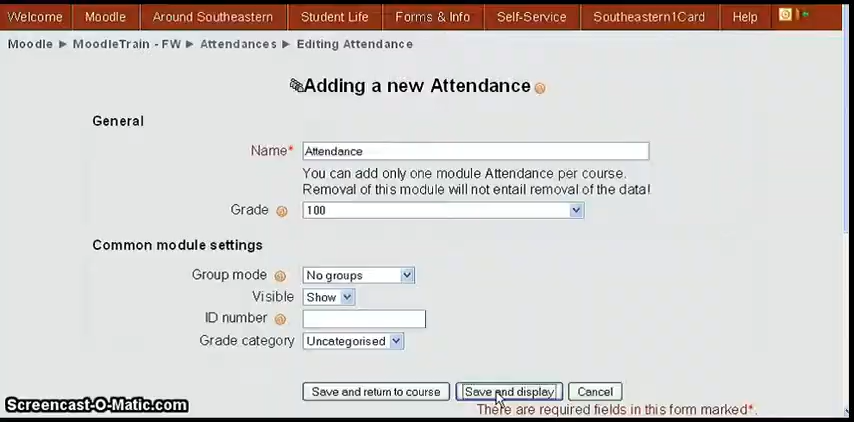 Welcome Moodle Around Southeastern Student Life Forms & Info Self-Service Southeastern1Card Help
Moodle ► MoodleTrain - FW ► Attendances ► Editing Attendance
Adding a new Attendance
General
Name* Attendance
You can add only one module Attendance per course.
Removal of this module will not entail removal of the data!
Grade 100
Common module settings
Group mode No groups
Visible Show
ID number
Grade category Uncategorised
Save and return to course Save and display Cancel
There are required fields in this form marked*.
Screencast-O-Matic.com